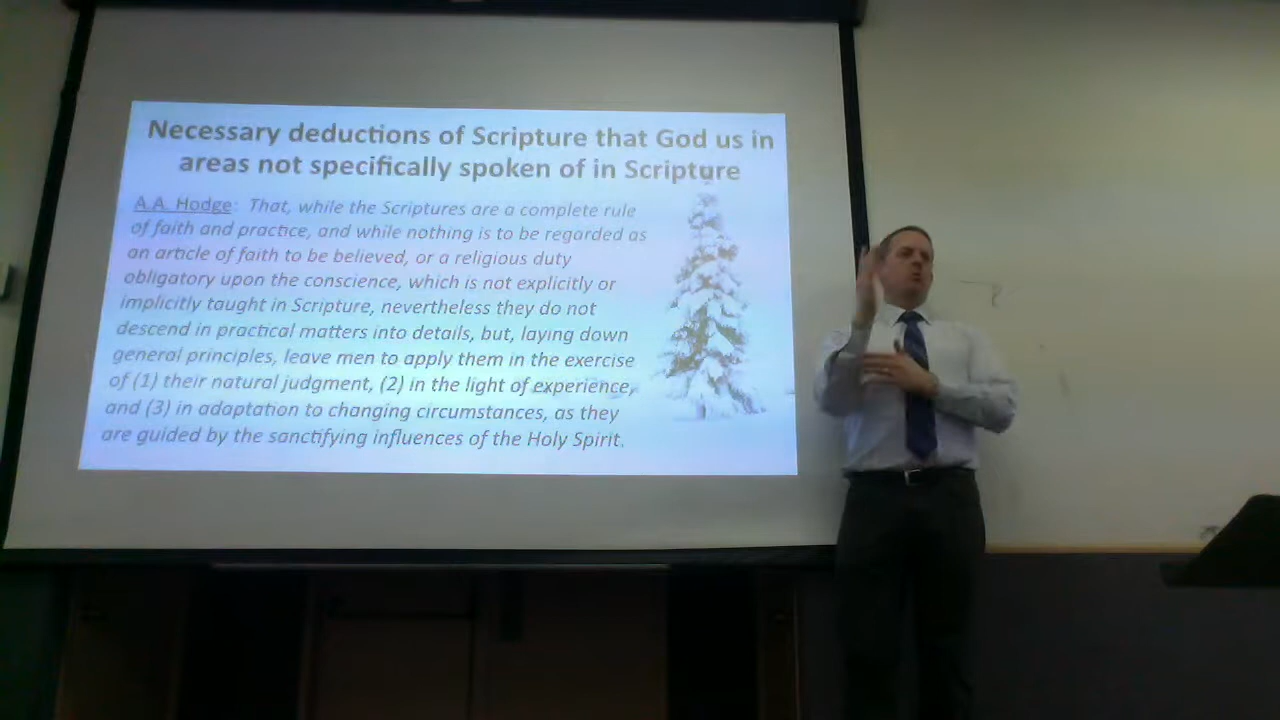 Necessary deductions of Scripture that God us in
areas not specifically spoken of in Scripture
A.A. Hodge: That, while the Scriptures are a complete rule
of faith and practice, and while nothing is to be regarded as
an article of faith to be believed, or a religious duty
obligatory upon the conscience, which is not explicitly or
implicitly taught in Scripture, nevertheless they do not
descend in practical matters into details, but, laying down
general principles, leave men to apply them in the exercise
of (1) their natural judgment, (2) in the light of experience,
and (3) in adaptation to changing circumstances, as they
are guided by the sanctifying influences of the Holy Spirit.